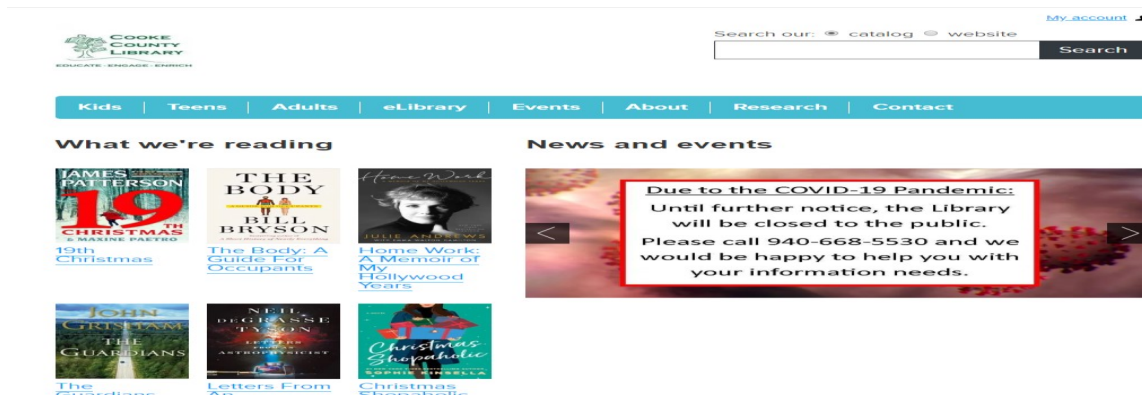 My account
COOKE
COUNTY
LIBRARY
EDUCATE · ENGAGE · ENRICH
Search our: catalog website
Search
Kids | Teens | Adults | eLibrary | Events | About | Research | Contact
What we're reading
JAMES
PATTERSON
19TH
CHRISTMAS
& MAXINE PAETRO
19th
Christmas
THE
BODY
BILL
BRYSON
The Body: A
Guide For
Occupants
Home Work
JULIE ANDREWS
Home Work:
A Memoir of
My
Hollywood
Years
JOHN
GRISHAM
THE
GUARDIANS
The
Guardians
NEIL
DEGRASSE
TYSON
LETTERS
FROM AN
ASTROPHYSICIST
Letters From
An
Christmas
Shopaholic
SOPHIE KINSELLA
Christmas
Shopaholic
News and events
Due to the COVID-19 Pandemic:
Until further notice, the Library
will be closed to the public.
Please call 940-668-5530 and we
would be happy to help you with
your information needs.